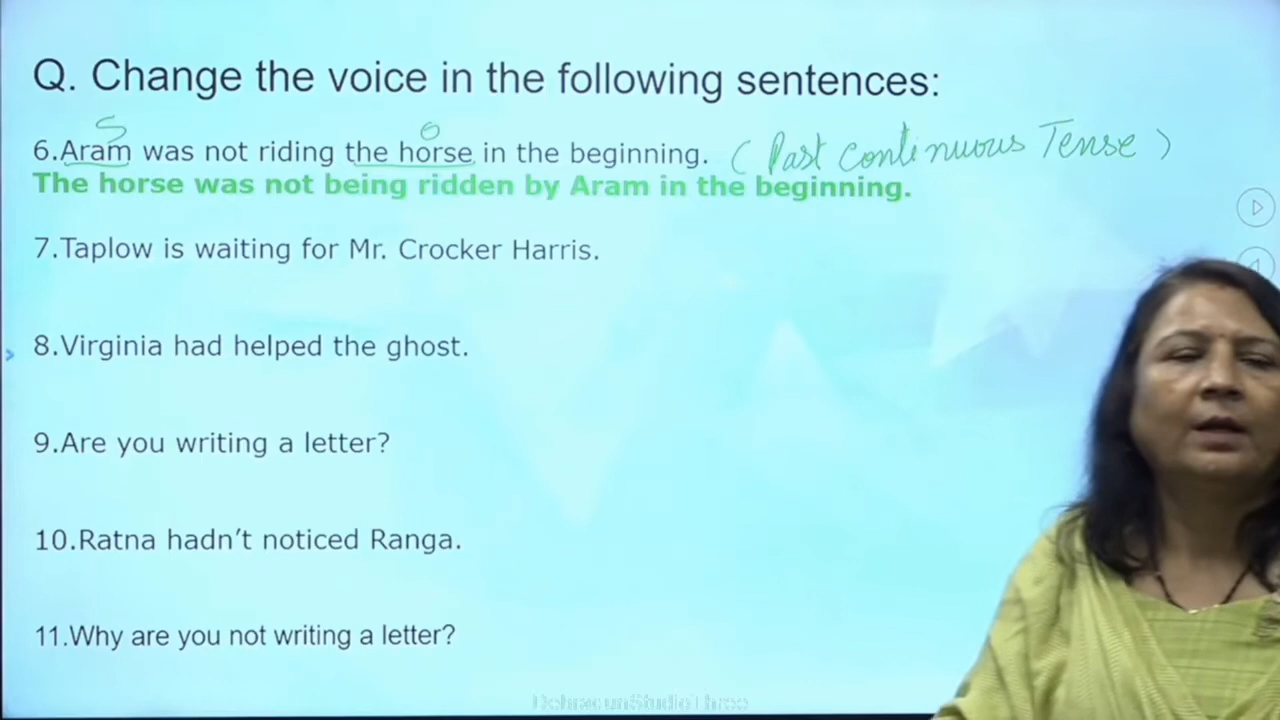 Q. Change the voice in the following sentences:
S O
6.Aram was not riding the horse in the beginning. (Past Continuous Tense)
The horse was not being ridden by Aram in the beginning.
7.Taplow is waiting for Mr. Crocker Harris.
8.Virginia had helped the ghost.
9.Are you writing a letter?
10.Ratna hadn't noticed Ranga.
11.Why are you not writing a letter?